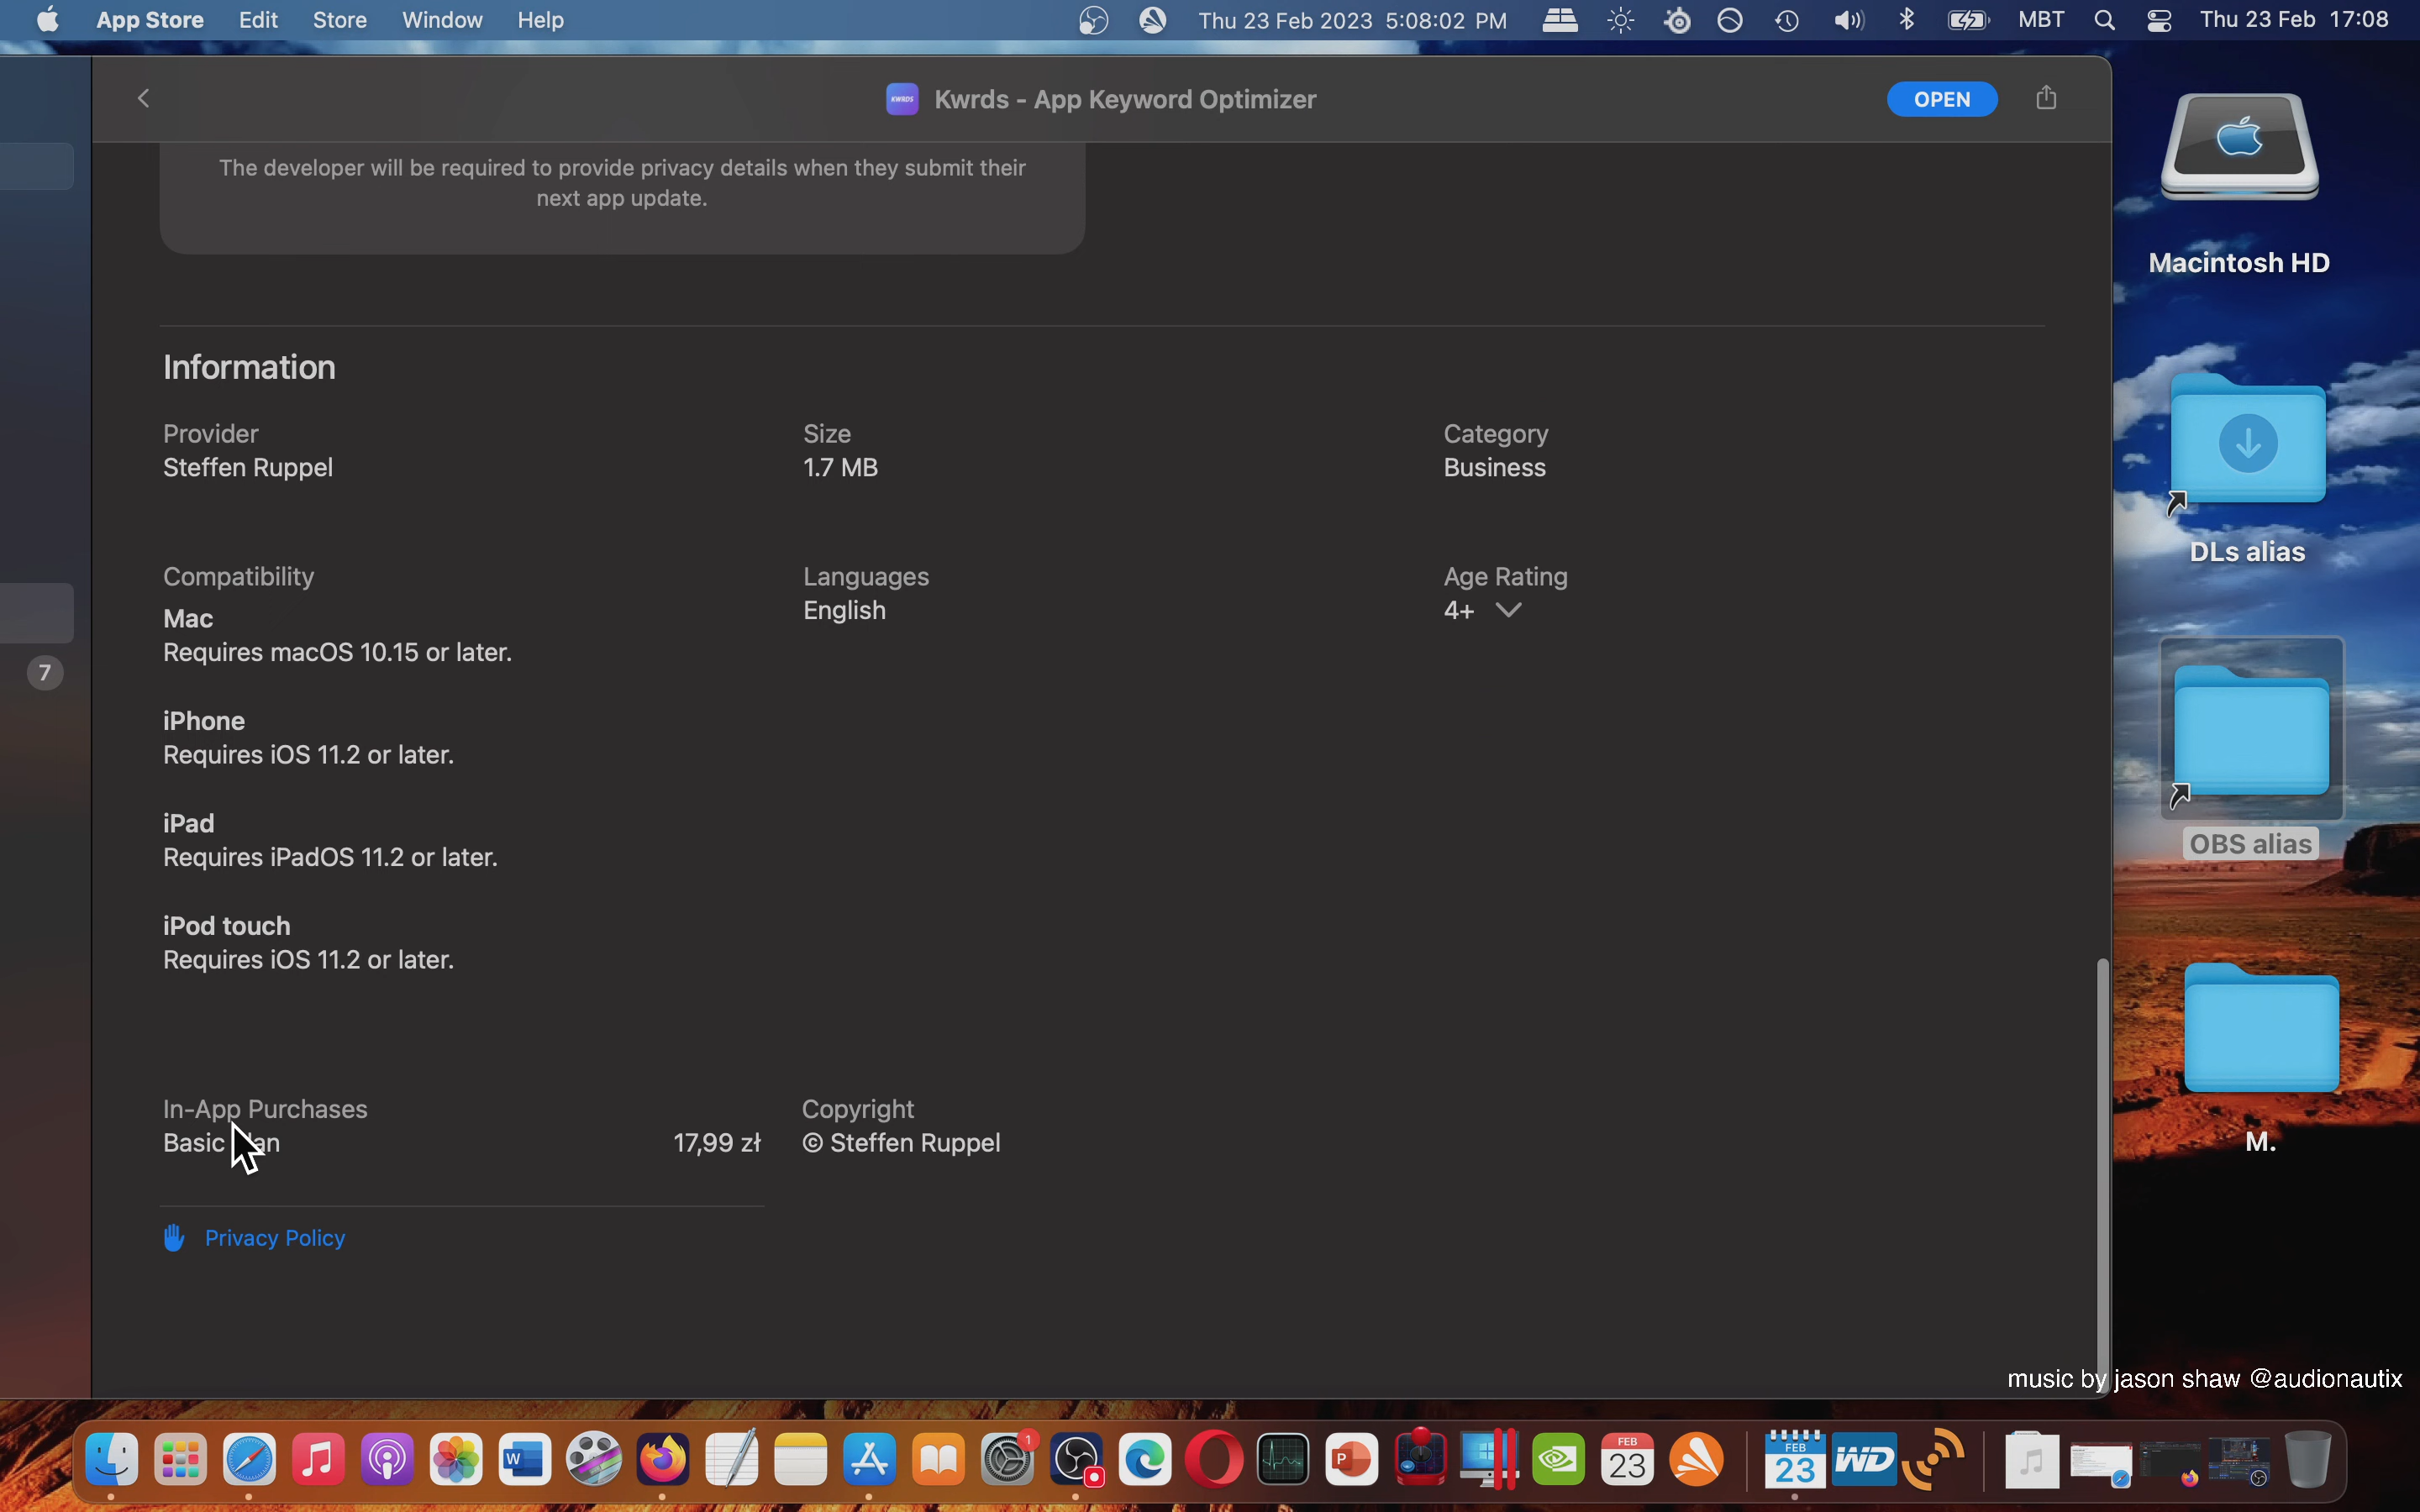 App Store Edit Store Window Help Thu 23 Feb 2023 5:08:02 PM MBT Thu 23 Feb 17:08
KWRDS Kwrds - App Keyword Optimizer OPEN
The developer will be required to provide privacy details when they submit their
next app update.
Macintosh HD
Information
Provider Size Category
Steffen Ruppel 1.7 MB Business
DLs alias
Compatibility Languages Age Rating
Mac English 4+
Requires macOS 10.15 or later.
7
iPhone
Requires iOS 11.2 or later.
iPad
Requires iPadOS 11.2 or later.
OBS alias
iPod touch
Requires iOS 11.2 or later.
In-App Purchases Copyright
Basic 17,99 zł © Steffen Ruppel
M.
Privacy Policy
music by jason shaw @audionautix
W 1 P FEB 23 FEB 23 WD